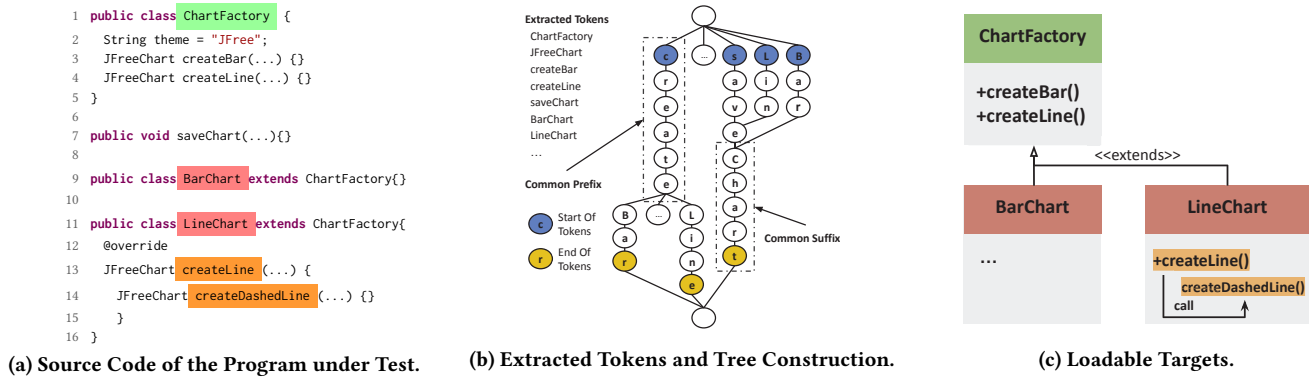 1 public class ChartFactory {
2 String theme = "JFree";
3 JFreeChart createBar(...) {}
4 JFreeChart createLine(...) {}
5 }
6
7 public void saveChart(...){}
8
9 public class BarChart extends ChartFactory{}
10
11 public class LineChart extends ChartFactory{
12 @override
13 JFreeChart createLine (...) {
14 JFreeChart createDashedLine (...) {}
15 }
16 }
(a) Source Code of the Program under Test.
Extracted Tokens
ChartFactory
JFreeChart
createBar
createLine
saveChart
BarChart
LineChart
...
Common Prefix
c
r
e
a
t
e
B
a
r
...
L
i
n
e
...
s
a
v
e
L
i
n
B
a
r
C
h
a
r
t
Common Suffix
c Start Of
Tokens
r End Of
Tokens
(b) Extracted Tokens and Tree Construction.
ChartFactory
+createBar()
+createLine()
<<extends>>
BarChart
...
LineChart
+createLine()
createDashedLine()
call
(c) Loadable Targets.